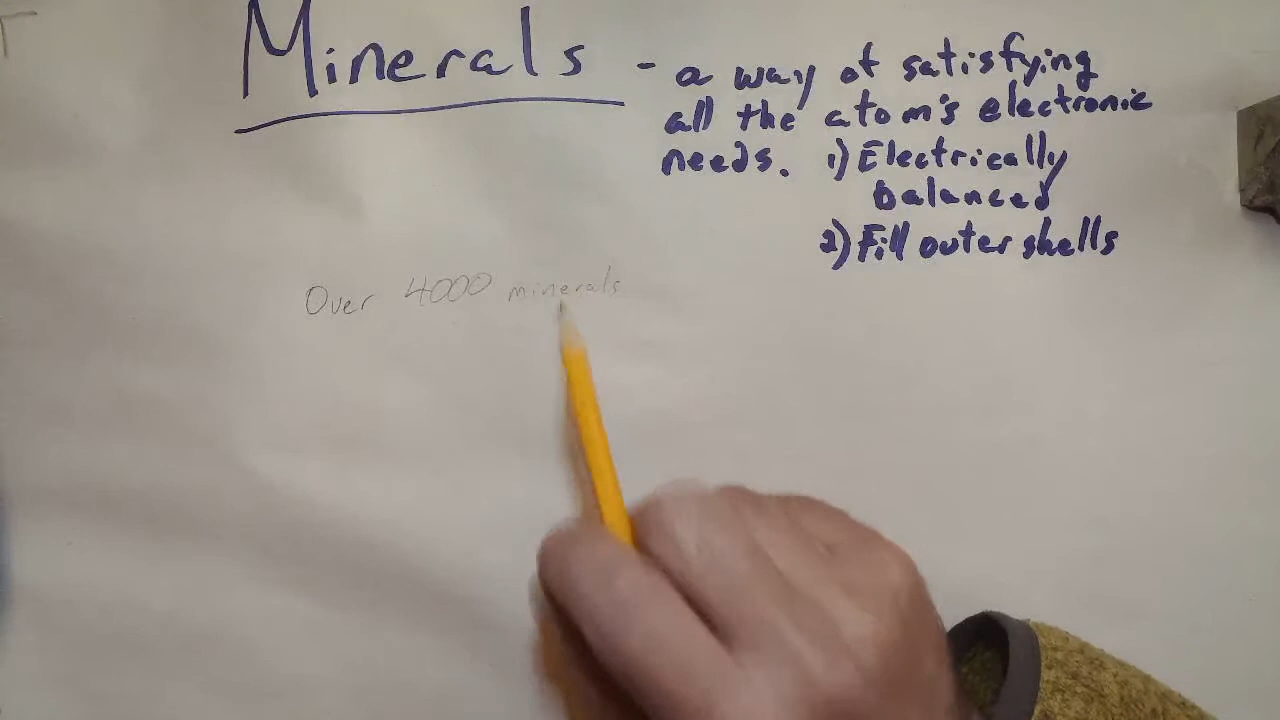 Minerals - a way of satisfying
all the atom's electronic
needs. 1) Electrically
balanced
2) Fill outer shells
Over 4000 minerals